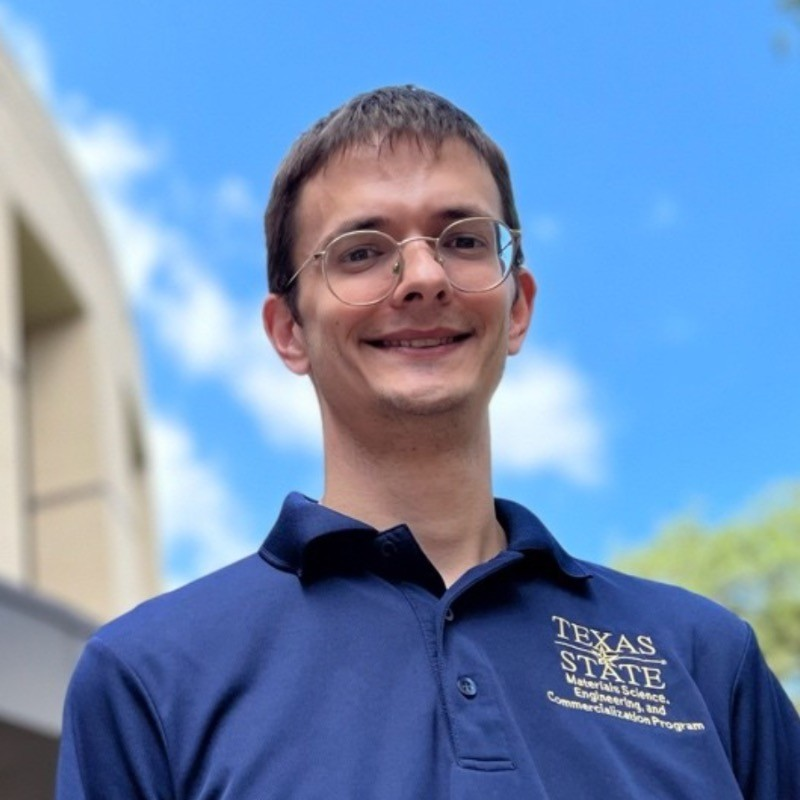 TEXAS
STATE
Materials Science,
Engineering, and
Commercialization Program